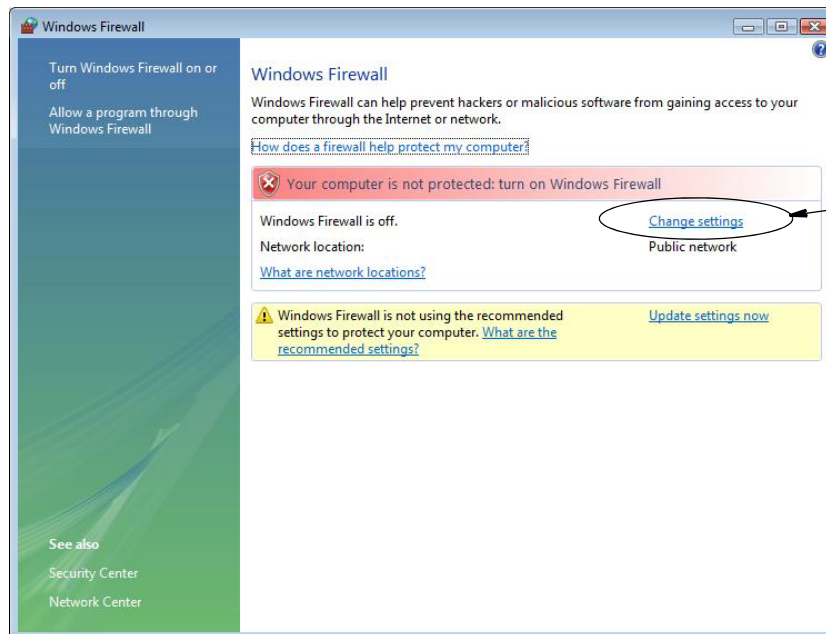 Windows Firewall
Turn Windows Firewall on or
off
Allow a program through
Windows Firewall
Windows Firewall
Windows Firewall can help prevent hackers or malicious software from gaining access to your
computer through the Internet or network.
How does a firewall help protect my computer?
Your computer is not protected: turn on Windows Firewall
Windows Firewall is off.
Change settings
Network location:
Public network
What are network locations?
Windows Firewall is not using the recommended
settings to protect your computer. What are the
recommended settings?
Update settings now
See also
Security Center
Network Center